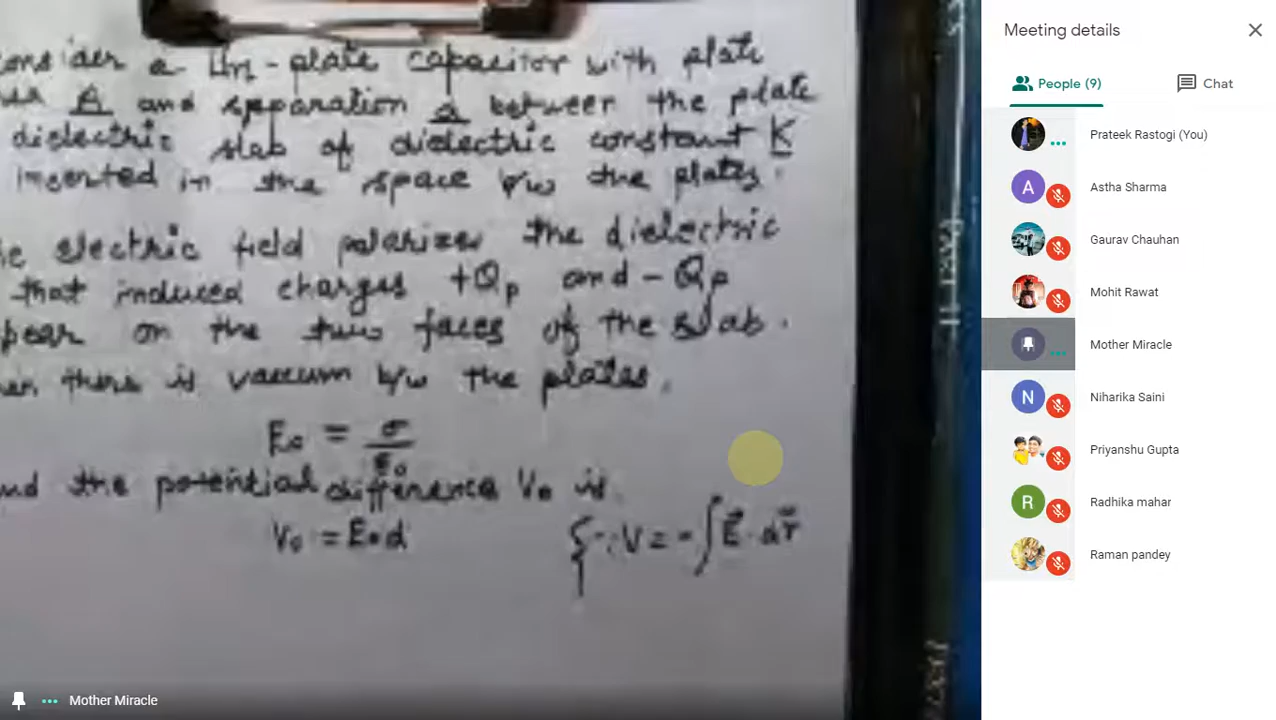 onsider a lln-plate capacitor with plate
A and separation d between the plate
dielectric slab of dielectric constant K
inserted in the space b/w the plates.
electric field polarizes the dielectric
that induced charges +Qp and -Qp
pear on the two faces of the slab.
there is vacuum b/w the plates.
E₀ = σ/ε₀
nd the potential difference V₀ is
V₀ = E₀d
{∵ V = -∫E⃗ · dr⃗
Mother Miracle
Meeting details
People (9)
Chat
Prateek Rastogi (You)
Astha Sharma
Gaurav Chauhan
Mohit Rawat
Mother Miracle
Niharika Saini
Priyanshu Gupta
Radhika mahar
Raman pandey
A
N
R